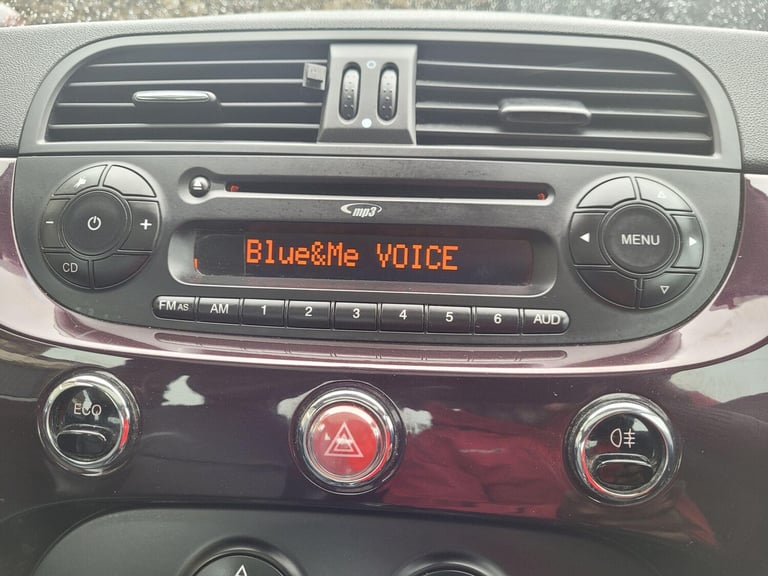 mp3
Blue&Me VOICE
- +
CD
MENU
FM AS AM 1 2 3 4 5 6 AUD
ECO